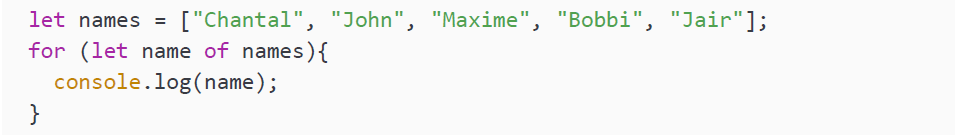 let names = ["Chantal", "John", "Maxime", "Bobbi", "Jair"];
for (let name of names){
  console.log(name);
}